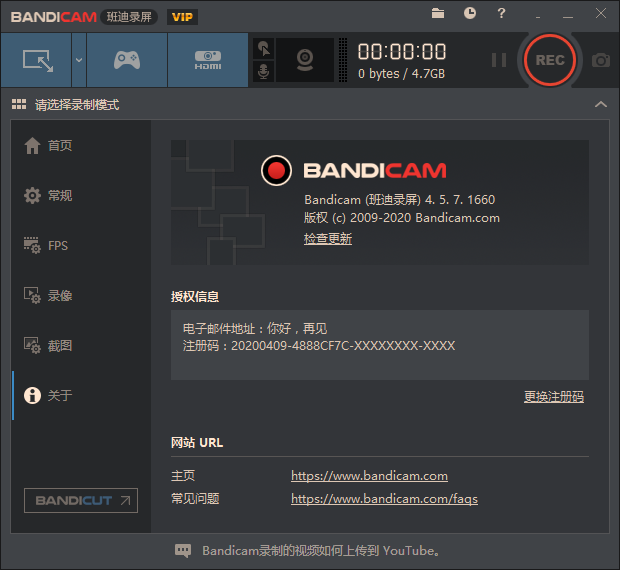 BANDICAM 班迪录屏 VIP
?
HDMI
00:00:00
0 bytes / 4.7GB
REC
请选择录制模式
首页
常规
FPS
录像
截图
关于
BANDICUT
BANDICAM
Bandicam (班迪录屏) 4. 5. 7. 1660
版权 (c) 2009-2020 Bandicam.com
检查更新
授权信息
电子邮件地址：你好，再见
注册码：20200409-4888CF7C-XXXXXXXX-XXXX
更换注册码
网站 URL
主页 https://www.bandicam.com
常见问题 https://www.bandicam.com/faqs
Bandicam录制的视频如何上传到 YouTube。